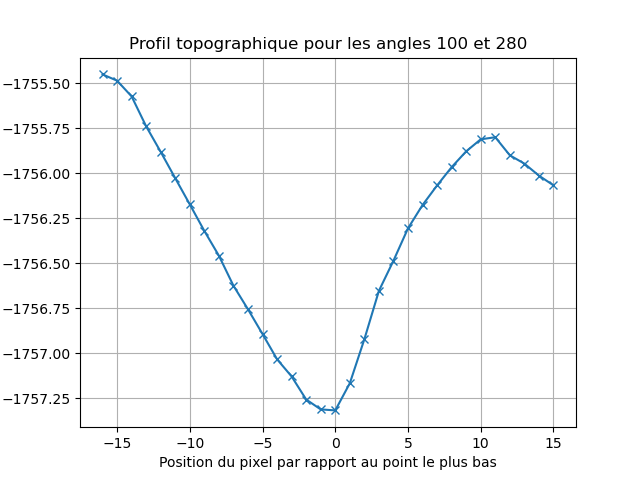 Profil topographique pour les angles 100 et 280
−1755.50
−1755.75
−1756.00
−1756.25
−1756.50
−1756.75
−1757.00
−1757.25
−15 −10 −5 0 5 10 15
Position du pixel par rapport au point le plus bas